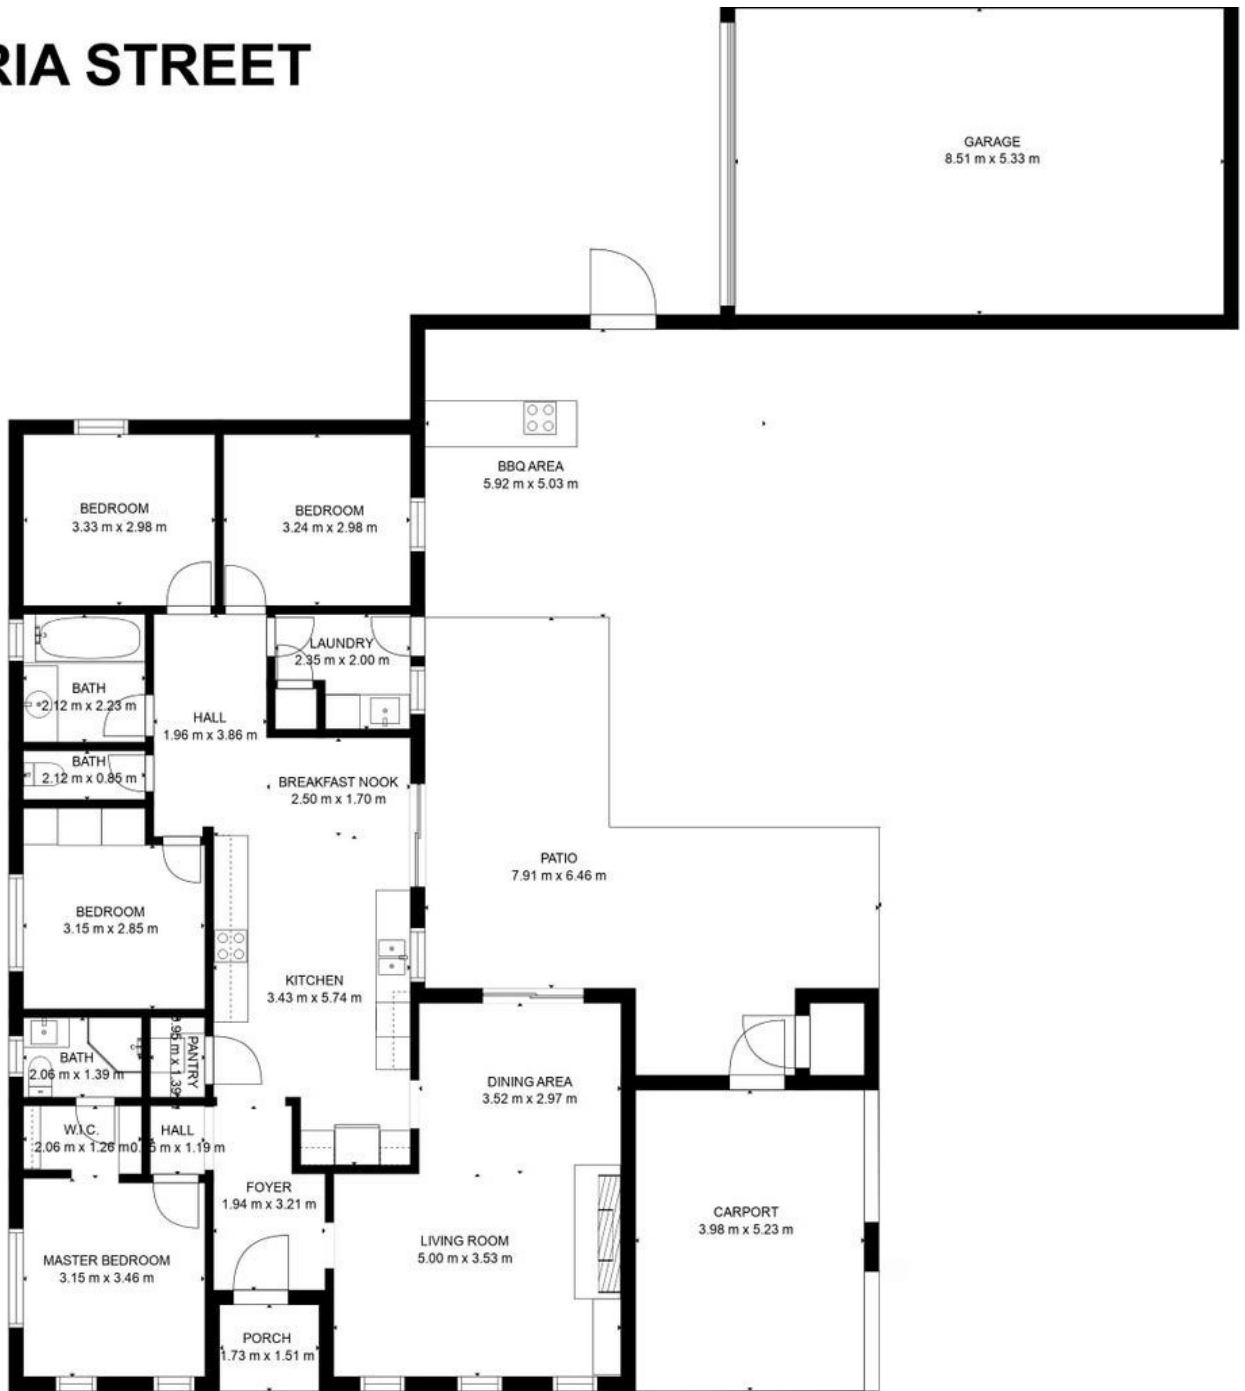 RIA STREET
GARAGE
8.51 m x 5.33 m
BBQ AREA
5.92 m x 5.03 m
BEDROOM
3.33 m x 2.98 m
BEDROOM
3.24 m x 2.98 m
LAUNDRY
2.35 m x 2.00 m
BATH
2.12 m x 2.23 m
HALL
1.96 m x 3.86 m
BATH
2.12 m x 0.85 m
BREAKFAST NOOK
2.50 m x 1.70 m
PATIO
7.91 m x 6.46 m
BEDROOM
3.15 m x 2.85 m
KITCHEN
3.43 m x 5.74 m
BATH
2.06 m x 1.39 m
PANTRY
m x 1.39
DINING AREA
3.52 m x 2.97 m
W.I.C.
2.06 m x 1.26 m
HALL
m x 1.19 m
FOYER
1.94 m x 3.21 m
CARPORT
3.98 m x 5.23 m
LIVING ROOM
5.00 m x 3.53 m
MASTER BEDROOM
3.15 m x 3.46 m
PORCH
1.73 m x 1.51 m